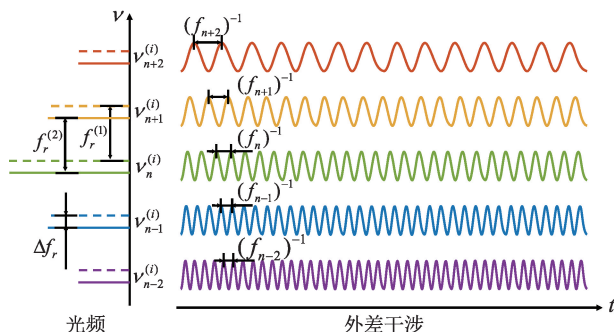 ν
ν_{n+2}^{(i)}
(f_{n+2})^{-1}
ν_{n+1}^{(i)}
(f_{n+1})^{-1}
f_r^{(2)}
f_r^{(1)}
ν_n^{(i)}
(f_n)^{-1}
ν_{n−1}^{(i)}
(f_{n−1})^{-1}
Δf_r
ν_{n−2}^{(i)}
(f_{n−2})^{-1}
t
光频
外差干涉